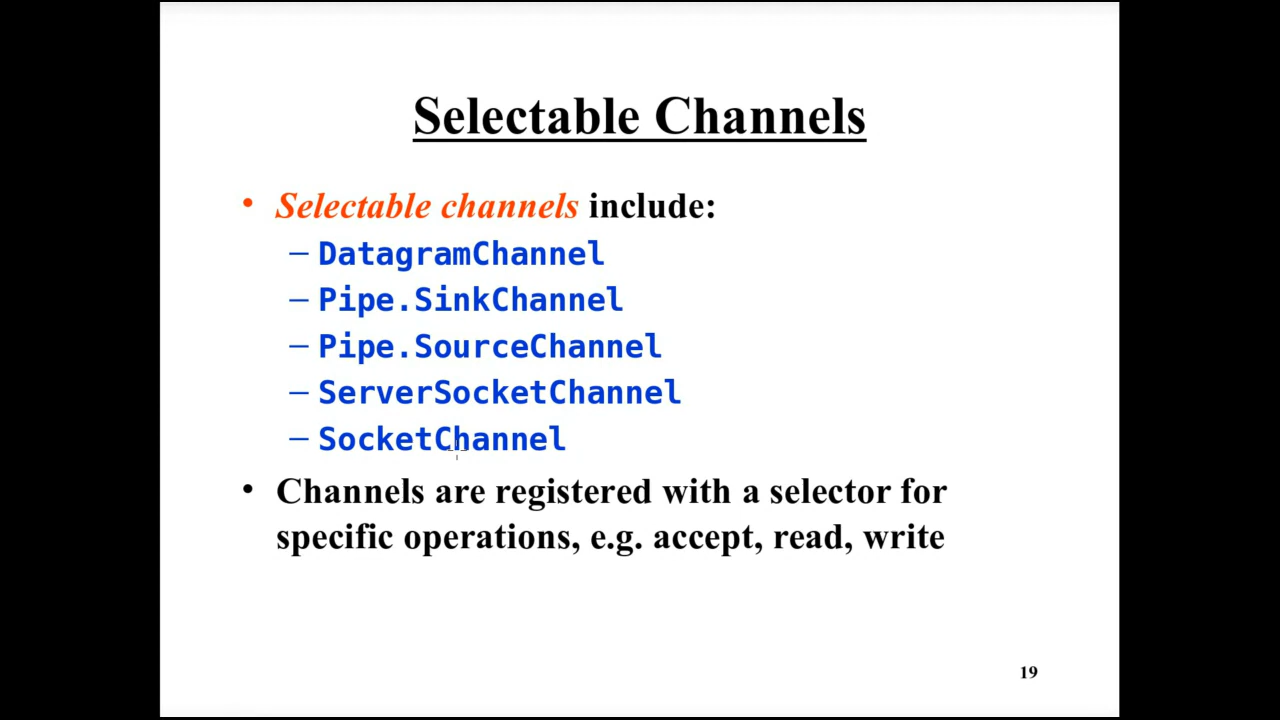 Selectable Channels
• Selectable channels include:
– DatagramChannel
– Pipe.SinkChannel
– Pipe.SourceChannel
– ServerSocketChannel
– SocketChannel
• Channels are registered with a selector for
specific operations, e.g. accept, read, write
19